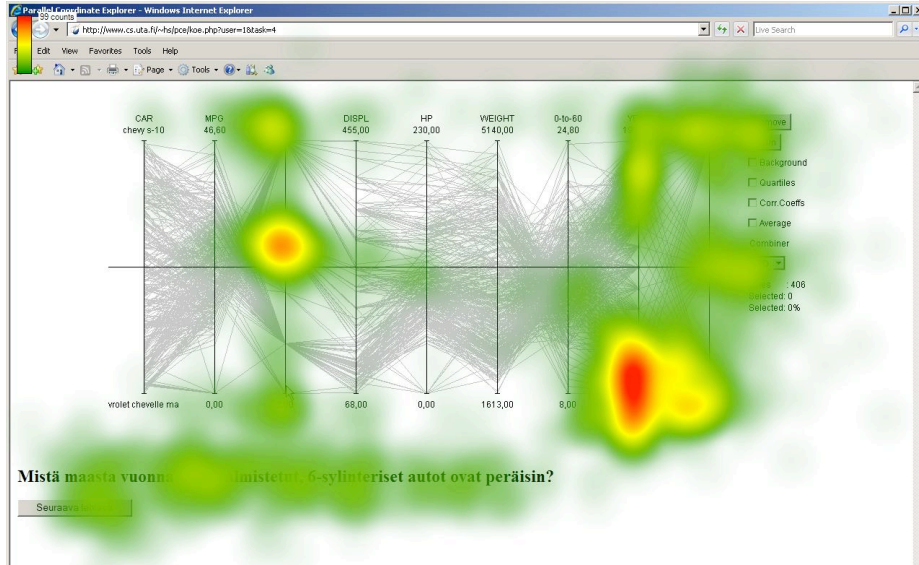 Parallel Coordinate Explorer - Windows Internet Explorer
99 counts
http://www.cs.uta.fi/~hs/pce/koe.php?user=18&task=4
Live Search
Edit View Favorites Tools Help
Page Tools
CAR MPG DISPL HP WEIGHT 0-to-60
chevy s-10 46,60 455,00 230,00 5140,00 24,80
Background
Quartiles
Corr.Coeffs
Average
Combiner
: 406
Selected: 0
Selected: 0%
vrolet chevelle ma 0,00 68,00 0,00 1613,00 8,00
Mistä maasta vuonna 6-sylinteriset autot ovat peräisin?
Seuraava